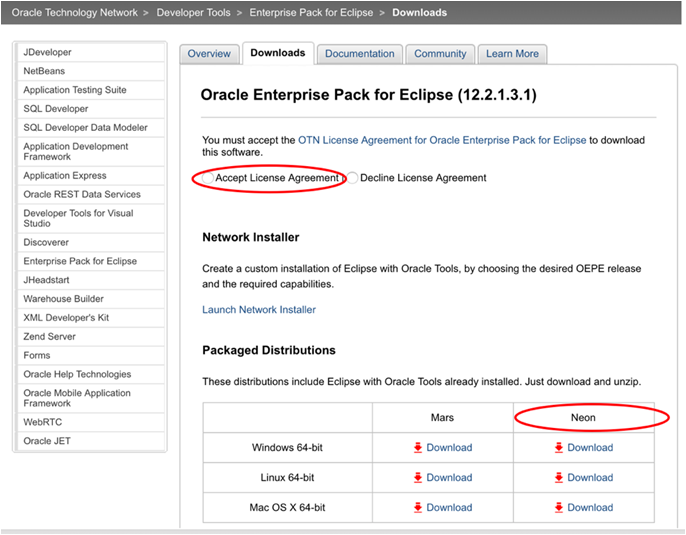 Oracle Technology Network > Developer Tools > Enterprise Pack for Eclipse > Downloads
JDeveloper
NetBeans
Application Testing Suite
SQL Developer
SQL Developer Data Modeler
Application Development
Framework
Application Express
Oracle REST Data Services
Developer Tools for Visual
Studio
Discoverer
Enterprise Pack for Eclipse
JHeadstart
Warehouse Builder
XML Developer's Kit
Zend Server
Forms
Oracle Help Technologies
Oracle Mobile Application
Framework
WebRTC
Oracle JET
Overview Downloads Documentation Community Learn More
Oracle Enterprise Pack for Eclipse (12.2.1.3.1)
You must accept the OTN License Agreement for Oracle Enterprise Pack for Eclipse to download
this software.
Accept License Agreement Decline License Agreement
Network Installer
Create a custom installation of Eclipse with Oracle Tools, by choosing the desired OEPE release
and the required capabilities.
Launch Network Installer
Packaged Distributions
These distributions include Eclipse with Oracle Tools already installed. Just download and unzip.
Mars Neon
Windows 64-bit Download Download
Linux 64-bit Download Download
Mac OS X 64-bit Download Download